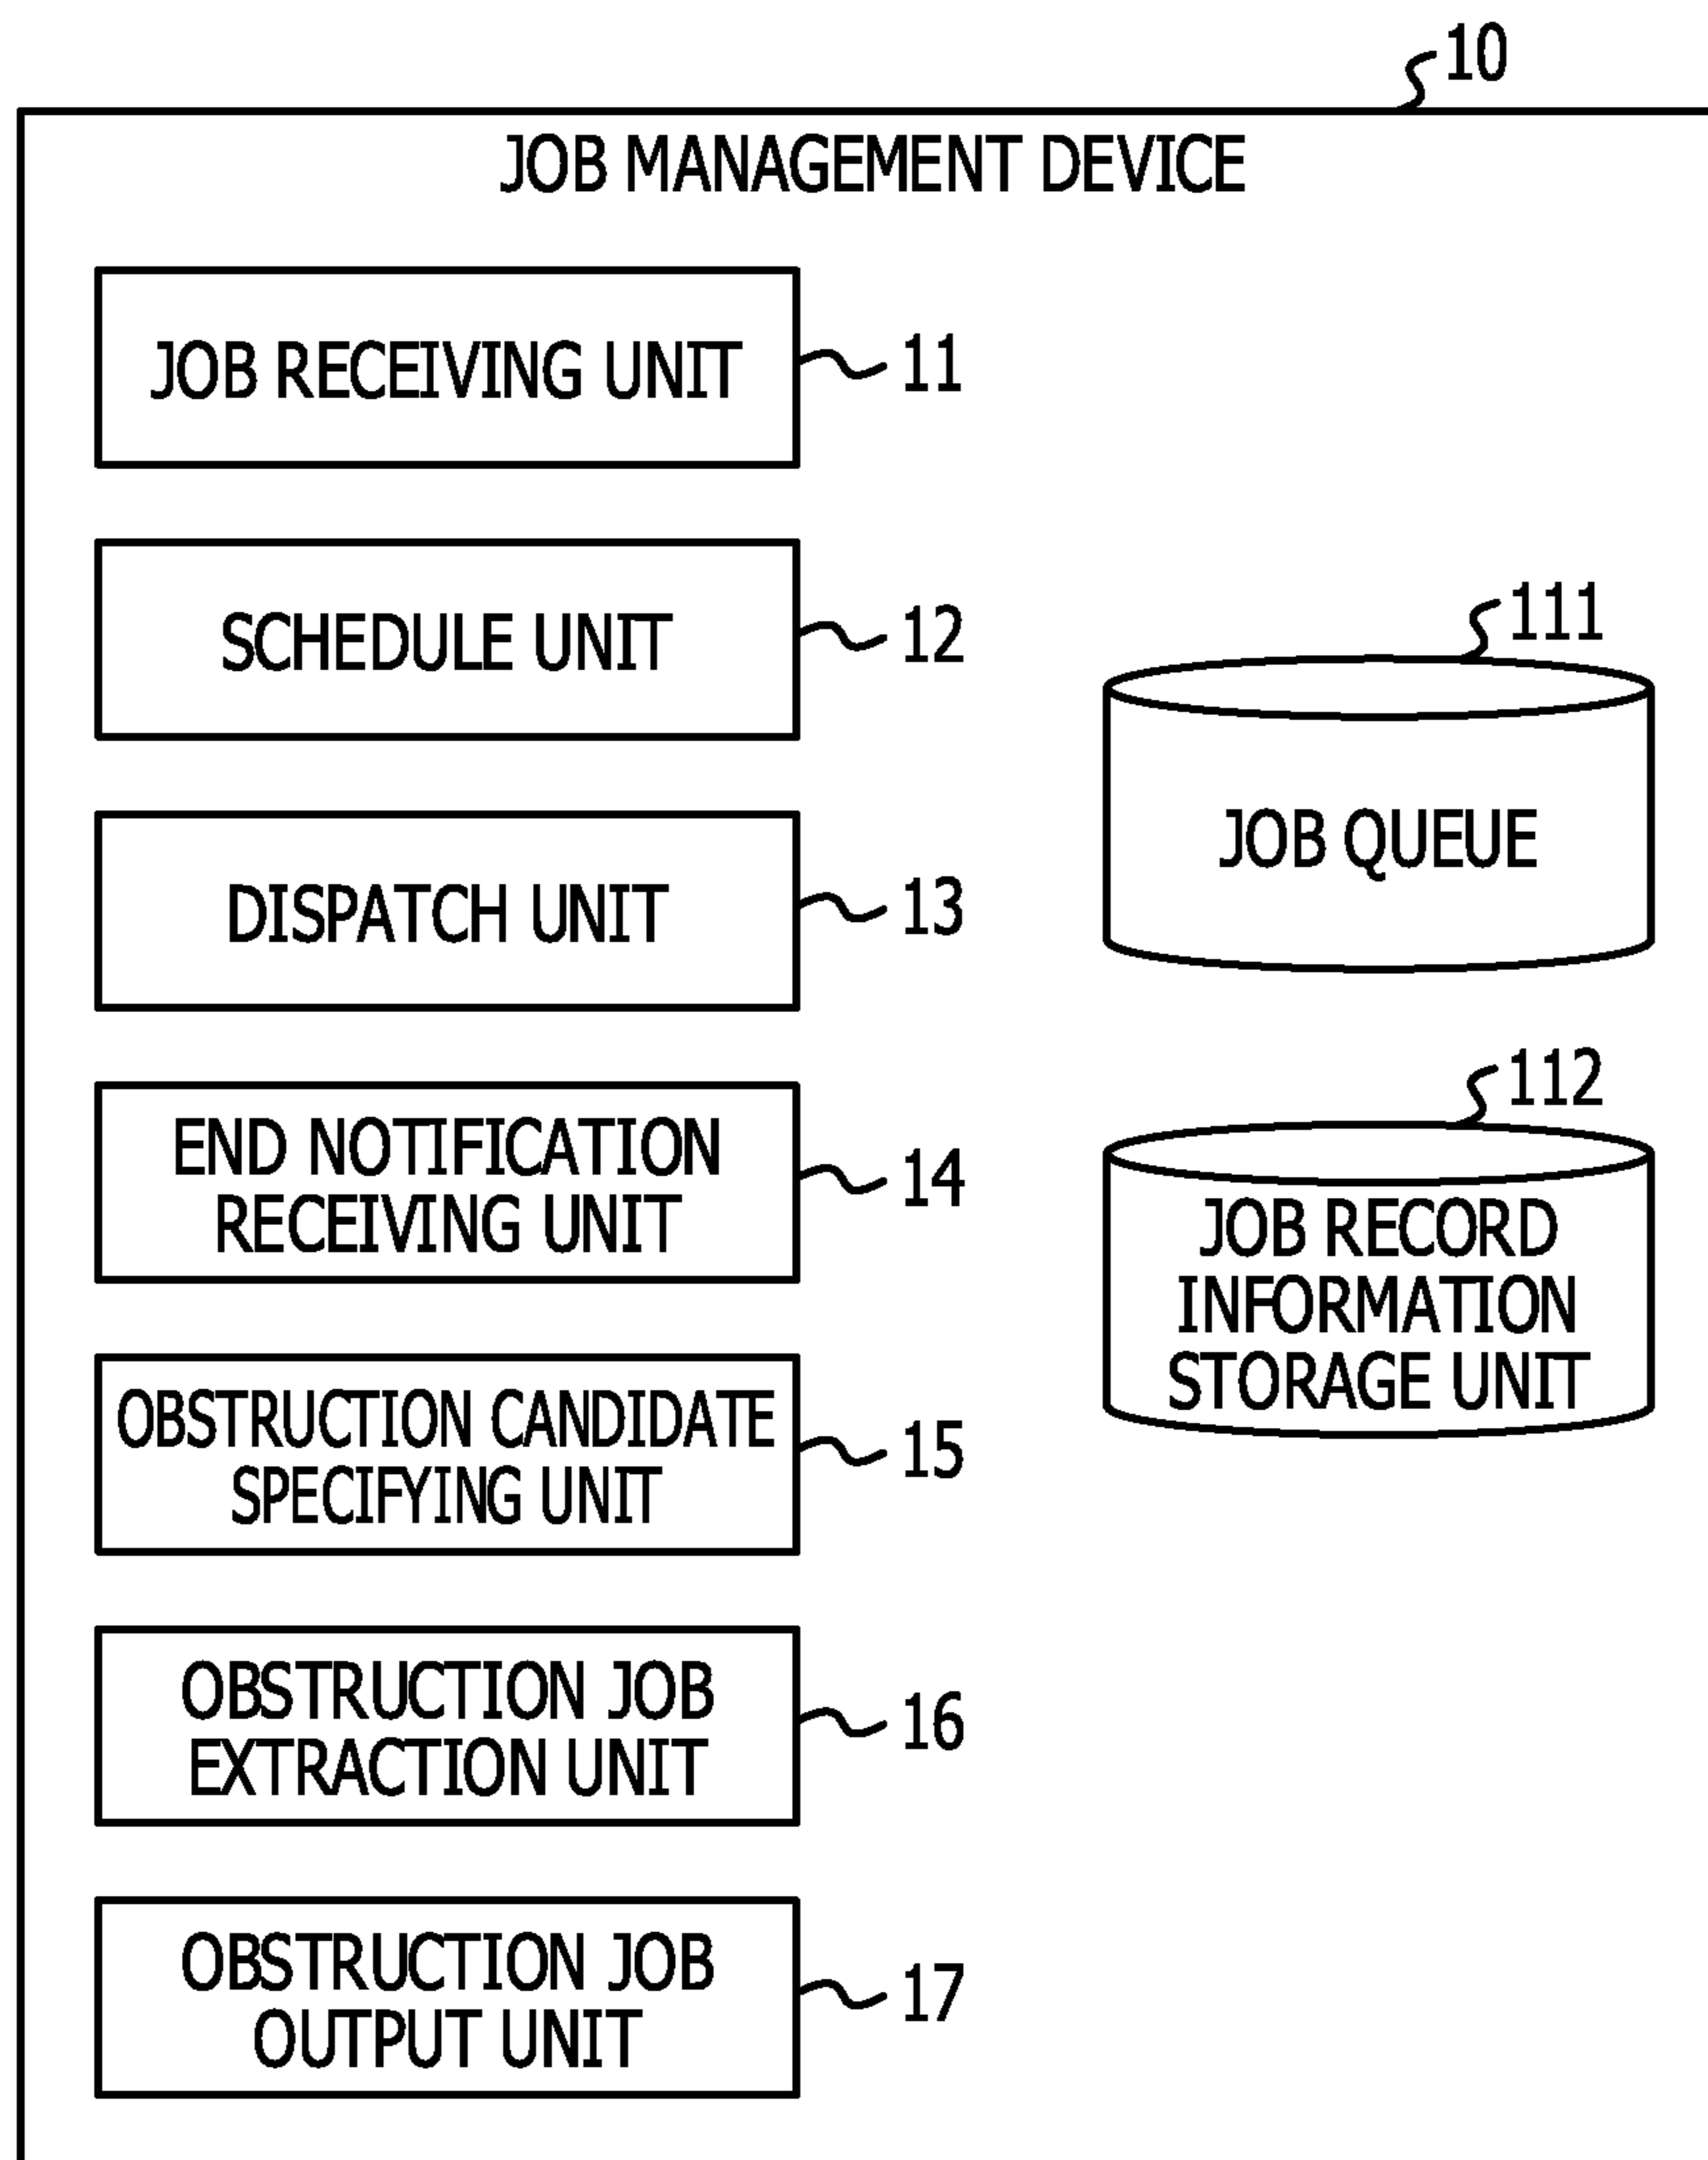 10
JOB MANAGEMENT DEVICE
JOB RECEIVING UNIT
11
SCHEDULE UNIT
12
DISPATCH UNIT
13
END NOTIFICATION
RECEIVING UNIT
14
OBSTRUCTION CANDIDATE
SPECIFYING UNIT
15
OBSTRUCTION JOB
EXTRACTION UNIT
16
OBSTRUCTION JOB
OUTPUT UNIT
17
111
JOB QUEUE
112
JOB RECORD
INFORMATION
STORAGE UNIT